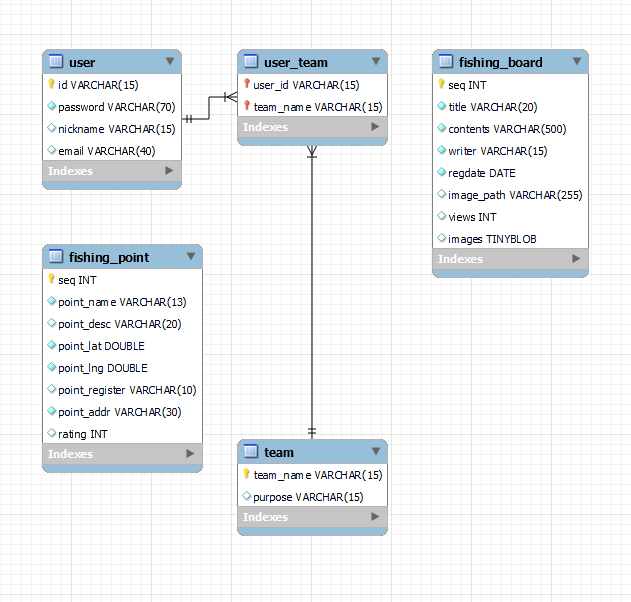 user
id VARCHAR(15)
password VARCHAR(70)
nickname VARCHAR(15)
email VARCHAR(40)
Indexes
user_team
user_id VARCHAR(15)
team_name VARCHAR(15)
Indexes
fishing_board
seq INT
title VARCHAR(20)
contents VARCHAR(500)
writer VARCHAR(15)
regdate DATE
image_path VARCHAR(255)
views INT
images TINYBLOB
Indexes
fishing_point
seq INT
point_name VARCHAR(13)
point_desc VARCHAR(20)
point_lat DOUBLE
point_lng DOUBLE
point_register VARCHAR(10)
point_addr VARCHAR(30)
rating INT
Indexes
team
team_name VARCHAR(15)
purpose VARCHAR(15)
Indexes